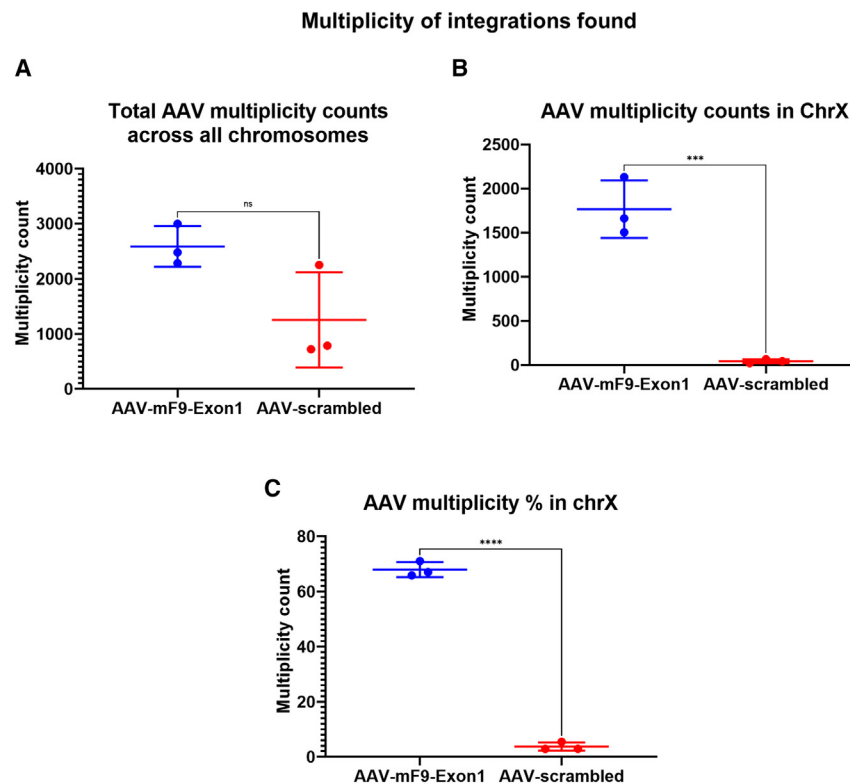 Multiplicity of integrations found
A
Total AAV multiplicity counts
across all chromosomes
Multiplicity count
4000
3000
2000
1000
0
ns
AAV-mF9-Exon1
AAV-scrambled
B
AAV multiplicity counts in ChrX
Multiplicity count
2500
2000
1500
1000
500
0
***
AAV-mF9-Exon1
AAV-scrambled
C
AAV multiplicity % in chrX
Multiplicity count
80
60
40
20
0
****
AAV-mF9-Exon1
AAV-scrambled